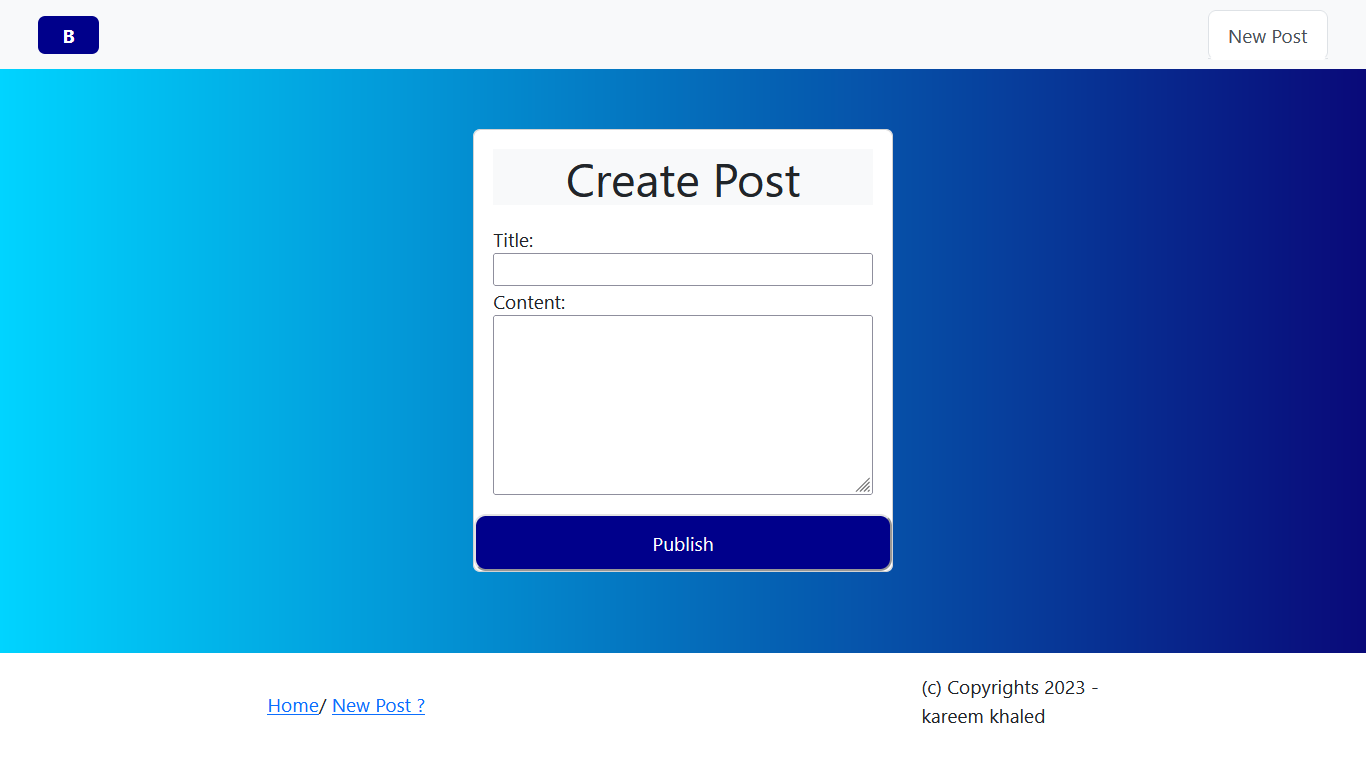 B
New Post
Create Post
Title:
Content:
Publish
Home/ New Post ?
(c) Copyrights 2023 -
kareem khaled